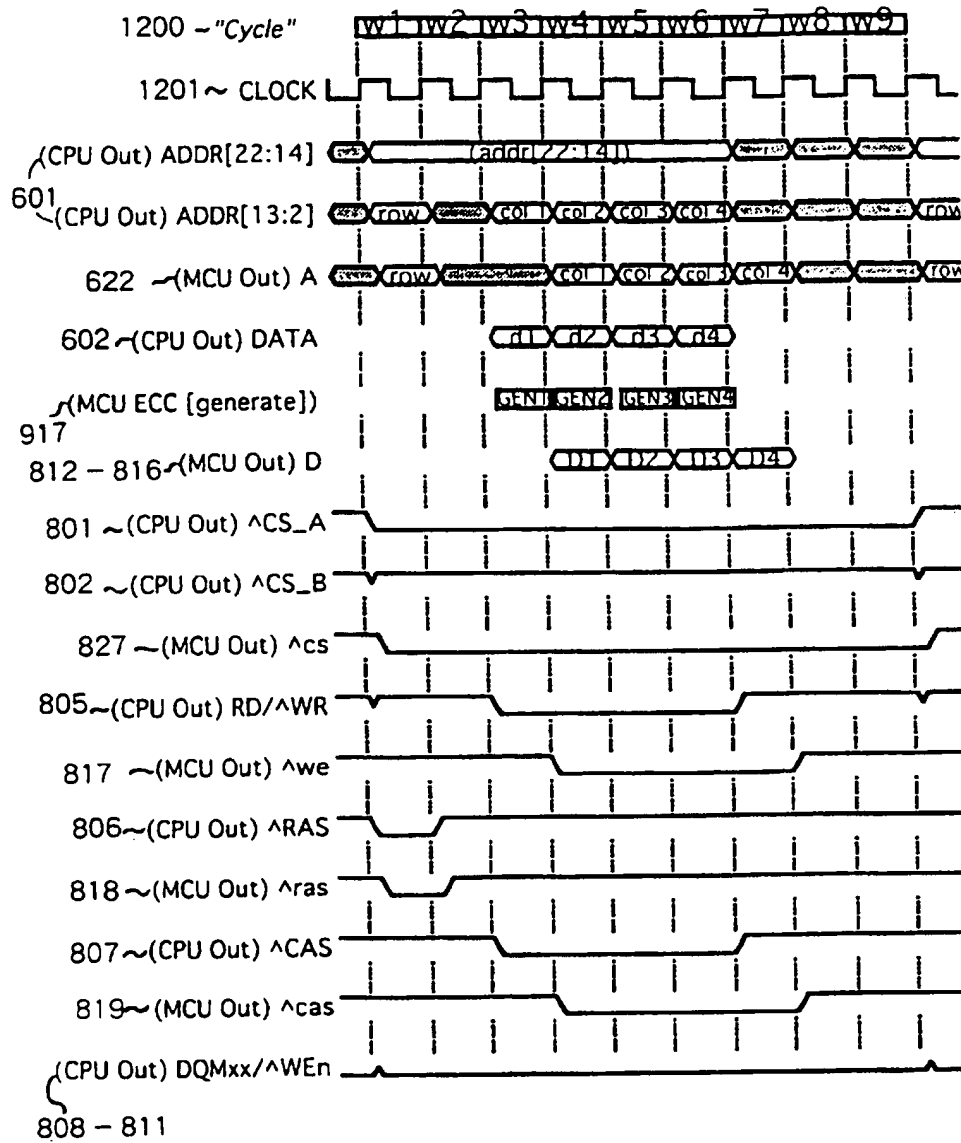 1200 ~ "Cycle" W1 W2 W3 W4 W5 W6 W7 W8 W9
1201 ~ CLOCK
(CPU Out) ADDR[22:14] (addr[22:14])
601
(CPU Out) ADDR[13:2] row col 1 col 2 col 3 col 4 row
622 ~(MCU Out) A row col 1 col 2 col 3 col 4 row
602 ~(CPU Out) DATA d1 d2 d3 d4
(MCU ECC [generate]) GEN1 GEN2 GEN3 GEN4
917
812 – 816 ~(MCU Out) D D1 D2 D3 D4
801 ~(CPU Out) ^CS_A
802 ~(CPU Out) ^CS_B
827 ~(MCU Out) ^cs
805~(CPU Out) RD/^WR
817 ~(MCU Out) ^we
806~(CPU Out) ^RAS
818 ~(MCU Out) ^ras
807~(CPU Out) ^CAS
819~(MCU Out) ^cas
(CPU Out) DQMxx/^WEn
808 – 811